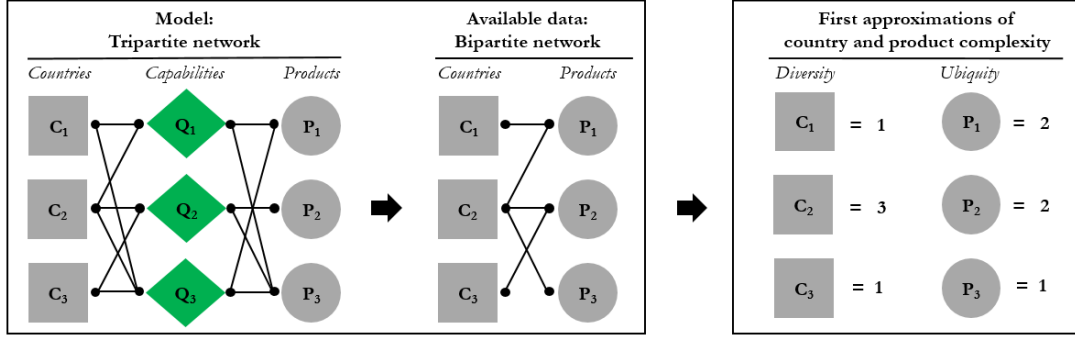 Model:
Tripartite network
Countries Capabilities Products
C1 Q1 P1
C2 Q2 P2
C3 Q3 P3
Available data:
Bipartite network
Countries Products
C1 P1
C2 P2
C3 P3
First approximations of
country and product complexity
Diversity Ubiquity
C1 = 1 P1 = 2
C2 = 3 P2 = 2
C3 = 1 P3 = 1